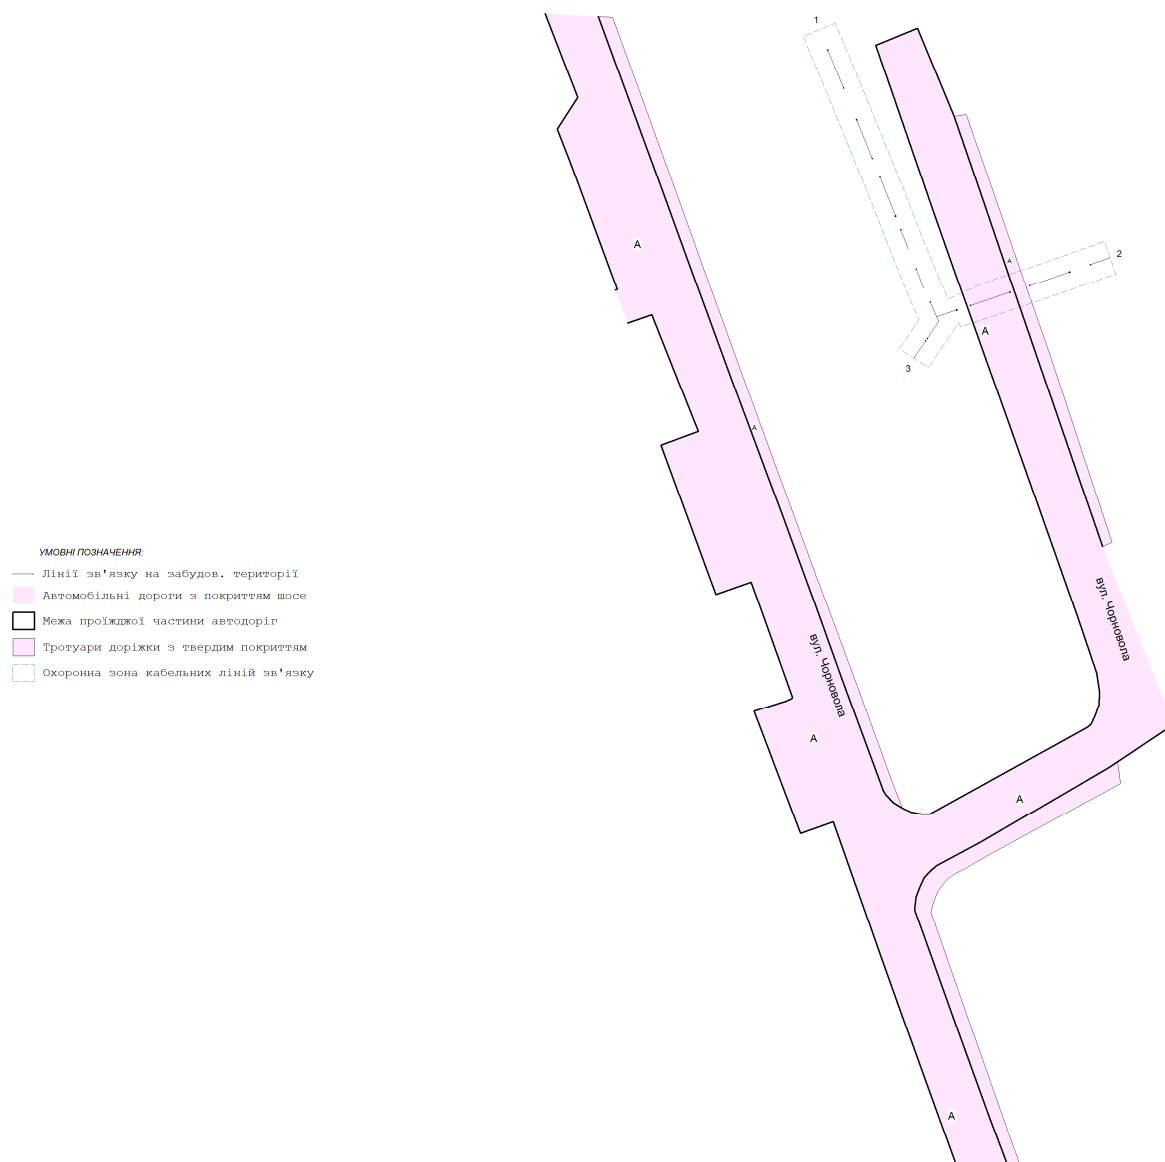 1
2
А
А
А
3
А
УМОВНІ ПОЗНАЧЕННЯ:
Лінії зв'язку на забудов. території
Автомобільні дороги з покриттям шосе
Межа проїжджої частини автодоріг
Тротуари доріжки з твердим покриттям
Охоронна зона кабельних ліній зв'язку
вул. Чорновола
вул. Чорновола
А
А
А